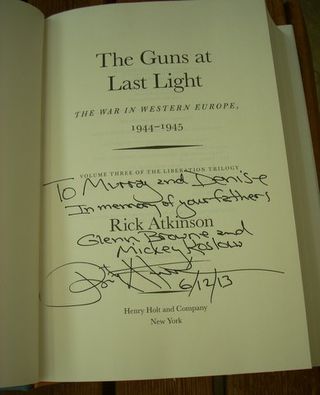 The Guns at
Last Light
THE WAR IN WESTERN EUROPE,
1944–1945
VOLUME THREE OF THE LIBERATION TRILOGY
To Murray and Denise
In memory of your fathers
Rick Atkinson
Glenn Browne and
Mickey Roslow
6/12/13
Henry Holt and Company
New York